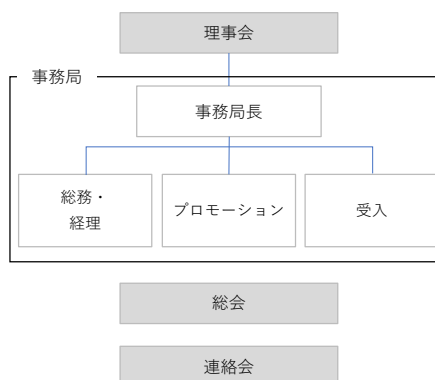 理事会
事務局
事務局長
総務・
経理
プロモーション
受入
総会
連絡会